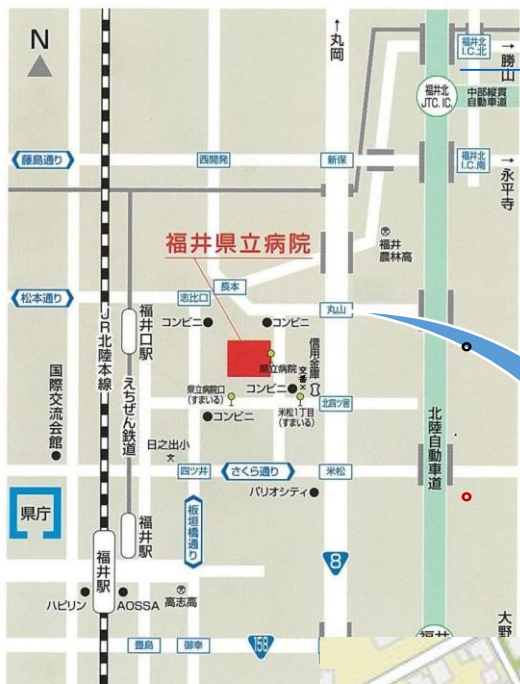 N
↑丸岡
福井北
I.C.北
→勝山
福井北
JTC. IC.
中部縦貫
自動車道
藤島通り
西開発
新保
福井北
I.C.南
→永平寺
福井県立病院
福井
農林高
長本
松本通り
志比口
丸山
JR北陸本線
福井口駅
コンビニ
コンビニ
信用金庫
県立病院
交番
コンビニ
国際交流会館
えちぜん鉄道
県立病院口
(すまいる)
米松1丁目
(すまいる)
北四ツ居
コンビニ
北陸自動車道
日之出小
四ツ井
さくら通り
米松
パリオシティ
県庁
福井駅
板垣橋通り
福井駅
8
ハピリン
AOSSA
高志高
大野
豊島
御幸
158
福井